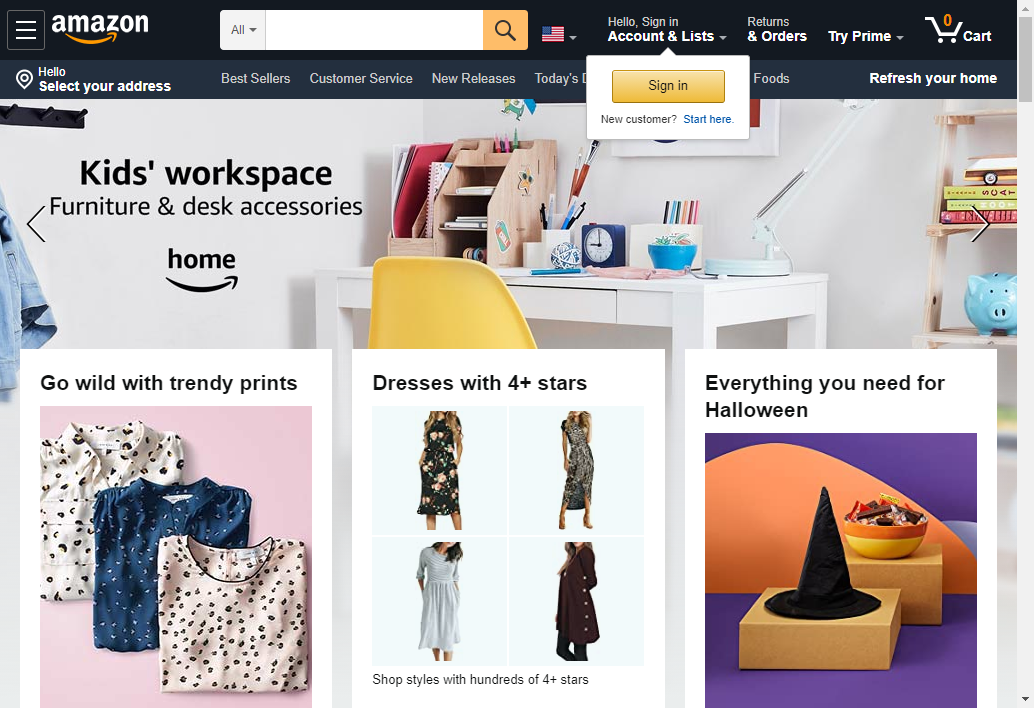 amazon
All
Hello, Sign in
Account & Lists
Returns
& Orders
Try Prime
0
Cart
Hello
Select your address
Best Sellers
Customer Service
New Releases
Today's D
Foods
Refresh your home
Sign in
New customer? Start here.
Kids' workspace
Furniture & desk accessories
home
Go wild with trendy prints
Dresses with 4+ stars
Shop styles with hundreds of 4+ stars
Everything you need for
Halloween